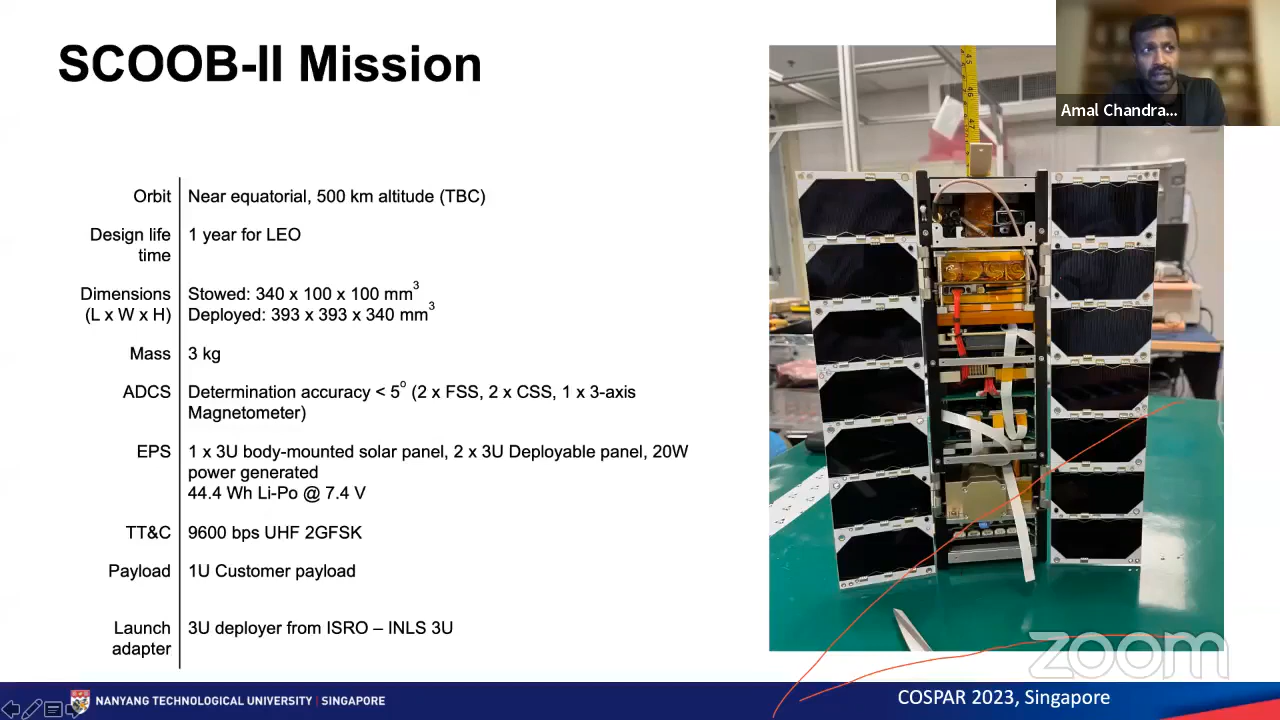 SCOOB-II Mission
Amal Chandra...
Orbit Near equatorial, 500 km altitude (TBC)
Design life 1 year for LEO
time
Dimensions Stowed: 340 x 100 x 100 mm³
(L x W x H) Deployed: 393 x 393 x 340 mm³
Mass 3 kg
ADCS Determination accuracy < 5° (2 x FSS, 2 x CSS, 1 x 3-axis
Magnetometer)
EPS 1 x 3U body-mounted solar panel, 2 x 3U Deployable panel, 20W
power generated
44.4 Wh Li-Po @ 7.4 V
TT&C 9600 bps UHF 2GFSK
Payload 1U Customer payload
Launch 3U deployer from ISRO – INLS 3U
adapter
zoom
NANYANG TECHNOLOGICAL UNIVERSITY | SINGAPORE
COSPAR 2023, Singapore